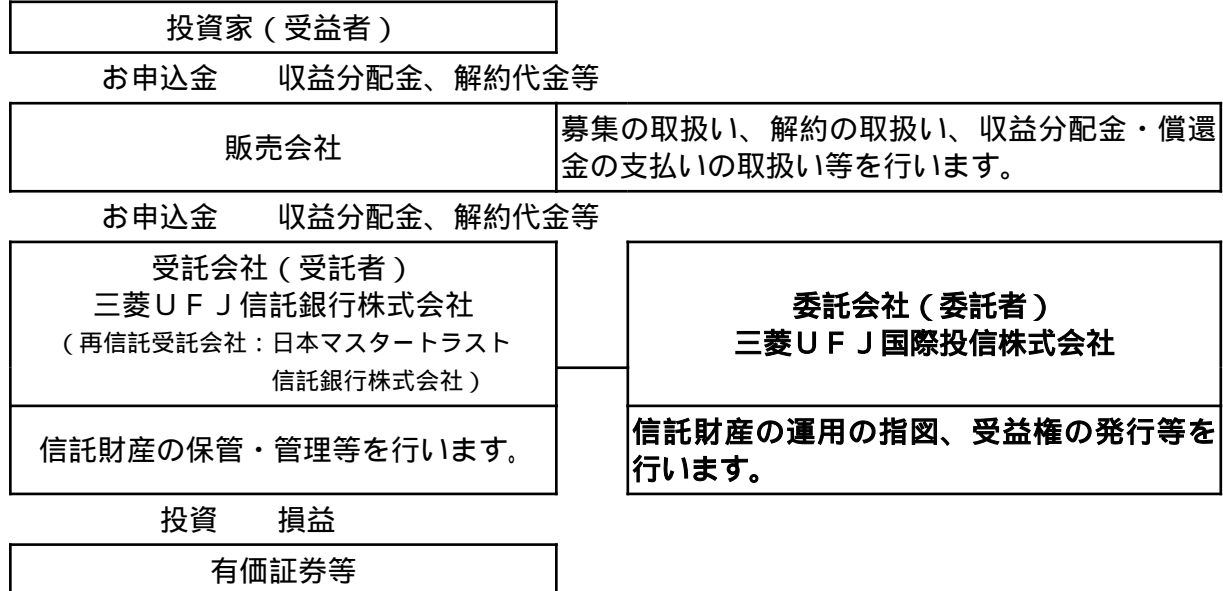 投資家（受益者）
お申込金　収益分配金、解約代金等
販売会社
募集の取扱い、解約の取扱い、収益分配金・償還
金の支払いの取扱い等を行います。
お申込金　収益分配金、解約代金等
受託会社（受託者）
三菱ＵＦＪ信託銀行株式会社
（再信託受託会社：日本マスタートラスト
信託銀行株式会社）
委託会社（委託者）
三菱ＵＦＪ国際投信株式会社
信託財産の保管・管理等を行います。
信託財産の運用の指図、受益権の発行等を
行います。
投資　損益
有価証券等